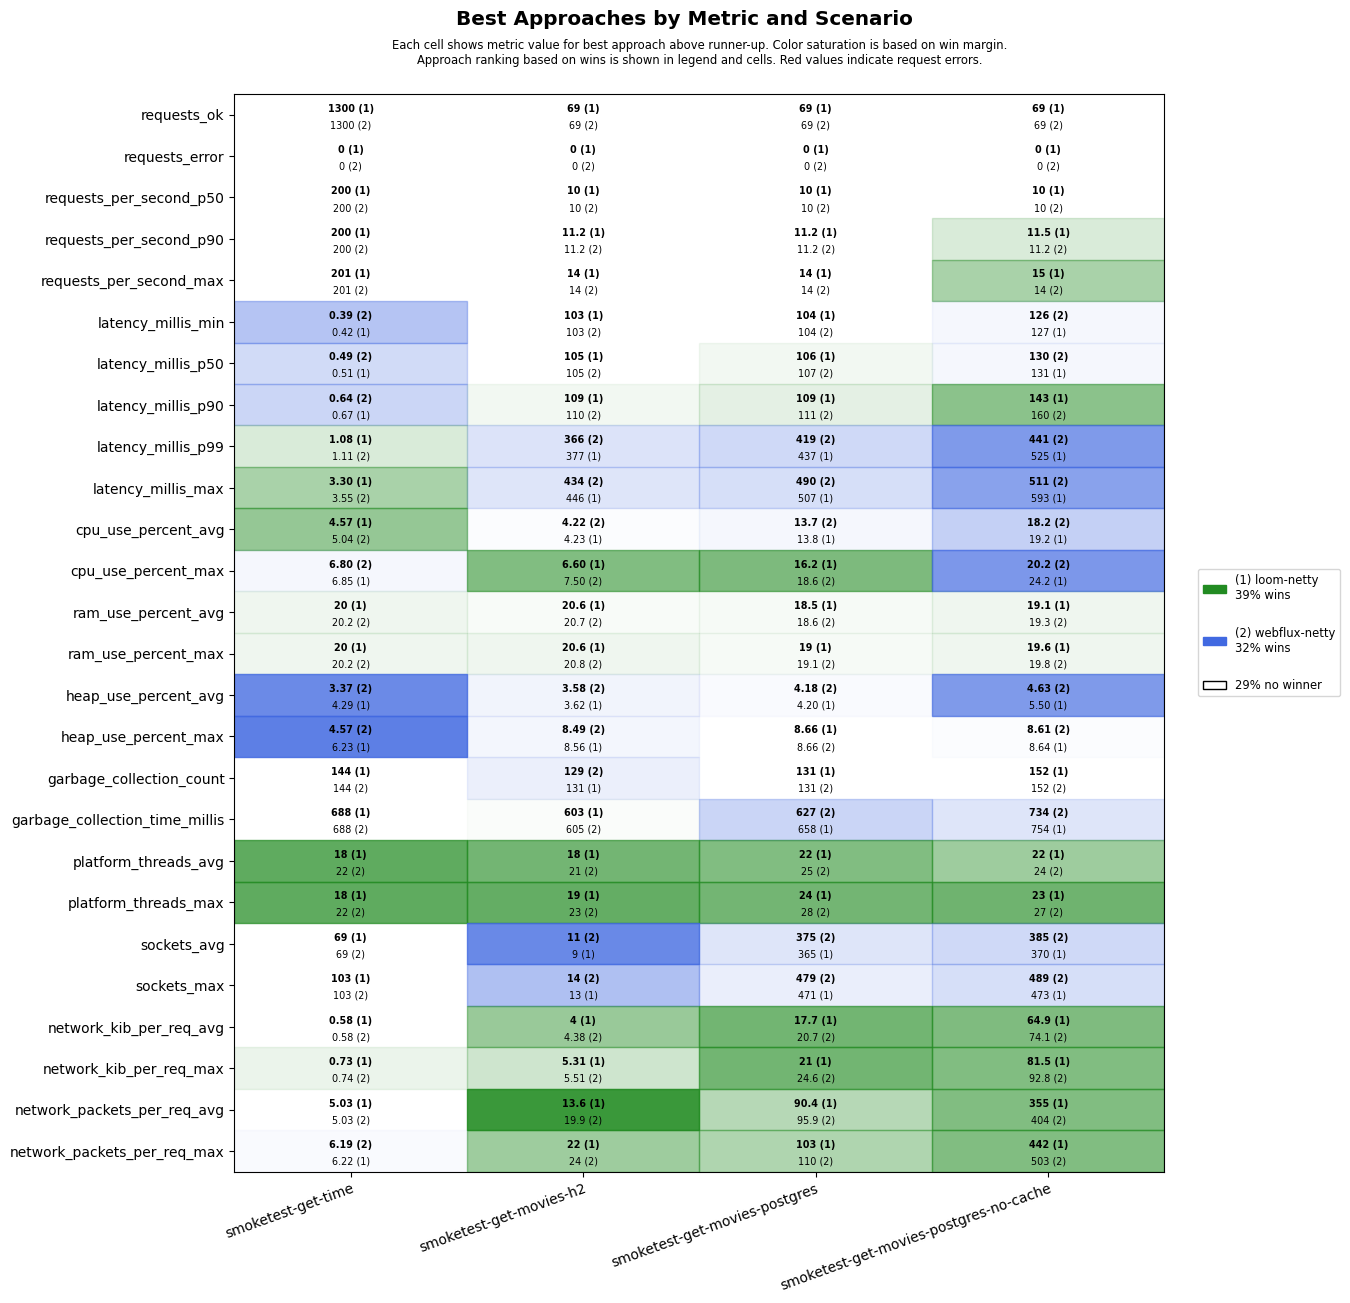 Best Approaches by Metric and Scenario
Each cell shows metric value for best approach above runner-up. Color saturation is based on win margin.
Approach ranking based on wins is shown in legend and cells. Red values indicate request errors.
requests_ok
1300 (1) 69 (1) 69 (1) 69 (1)
1300 (2) 69 (2) 69 (2) 69 (2)
requests_error
0 (1) 0 (1) 0 (1) 0 (1)
0 (2) 0 (2) 0 (2) 0 (2)
requests_per_second_p50
200 (1) 10 (1) 10 (1) 10 (1)
200 (2) 10 (2) 10 (2) 10 (2)
requests_per_second_p90
200 (1) 11.2 (1) 11.2 (1) 11.5 (1)
200 (2) 11.2 (2) 11.2 (2) 11.2 (2)
requests_per_second_max
201 (1) 14 (1) 14 (1) 15 (1)
201 (2) 14 (2) 14 (2) 14 (2)
latency_millis_min
0.39 (2) 103 (1) 104 (1) 126 (2)
0.42 (1) 103 (2) 104 (2) 127 (1)
latency_millis_p50
0.49 (2) 105 (1) 106 (1) 130 (2)
0.51 (1) 105 (2) 107 (2) 131 (1)
latency_millis_p90
0.64 (2) 109 (1) 109 (1) 143 (1)
0.67 (1) 110 (2) 111 (2) 160 (2)
latency_millis_p99
1.08 (1) 366 (2) 419 (2) 441 (2)
1.11 (2) 377 (1) 437 (1) 525 (1)
latency_millis_max
3.30 (1) 434 (2) 490 (2) 511 (2)
3.55 (2) 446 (1) 507 (1) 593 (1)
cpu_use_percent_avg
4.57 (1) 4.22 (2) 13.7 (2) 18.2 (2)
5.04 (2) 4.23 (1) 13.8 (1) 19.2 (1)
cpu_use_percent_max
6.80 (2) 6.60 (1) 16.2 (1) 20.2 (2)
6.85 (1) 7.50 (2) 18.6 (2) 24.2 (1)
ram_use_percent_avg
20 (1) 20.6 (1) 18.5 (1) 19.1 (1)
20.2 (2) 20.7 (2) 18.6 (2) 19.3 (2)
ram_use_percent_max
20 (1) 20.6 (1) 19 (1) 19.6 (1)
20.2 (2) 20.8 (2) 19.1 (2) 19.8 (2)
heap_use_percent_avg
3.37 (2) 3.58 (2) 4.18 (2) 4.63 (2)
4.29 (1) 3.62 (1) 4.20 (1) 5.50 (1)
heap_use_percent_max
4.57 (2) 8.49 (2) 8.66 (1) 8.61 (2)
6.23 (1) 8.56 (1) 8.66 (2) 8.64 (1)
garbage_collection_count
144 (1) 129 (2) 131 (1) 152 (1)
144 (2) 131 (1) 131 (2) 152 (2)
garbage_collection_time_millis
688 (1) 603 (1) 627 (2) 734 (2)
688 (2) 605 (2) 658 (1) 754 (1)
platform_threads_avg
18 (1) 18 (1) 22 (1) 22 (1)
22 (2) 21 (2) 25 (2) 24 (2)
platform_threads_max
18 (1) 19 (1) 24 (1) 23 (1)
22 (2) 23 (2) 28 (2) 27 (2)
sockets_avg
69 (1) 11 (2) 375 (2) 385 (2)
69 (2) 9 (1) 365 (1) 370 (1)
sockets_max
103 (1) 14 (2) 479 (2) 489 (2)
103 (2) 13 (1) 471 (1) 473 (1)
network_kib_per_req_avg
0.58 (1) 4 (1) 17.7 (1) 64.9 (1)
0.58 (2) 4.38 (2) 20.7 (2) 74.1 (2)
network_kib_per_req_max
0.73 (1) 5.31 (1) 21 (1) 81.5 (1)
0.74 (2) 5.51 (2) 24.6 (2) 92.8 (2)
network_packets_per_req_avg
5.03 (1) 13.6 (1) 90.4 (1) 355 (1)
5.03 (2) 19.9 (2) 95.9 (2) 404 (2)
network_packets_per_req_max
6.19 (2) 22 (1) 103 (1) 442 (1)
6.22 (1) 24 (2) 110 (2) 503 (2)
smoketest-get-time
smoketest-get-movies-h2
smoketest-get-movies-postgres
smoketest-get-movies-postgres-no-cache
(1) loom-netty
39% wins
(2) webflux-netty
32% wins
29% no winner